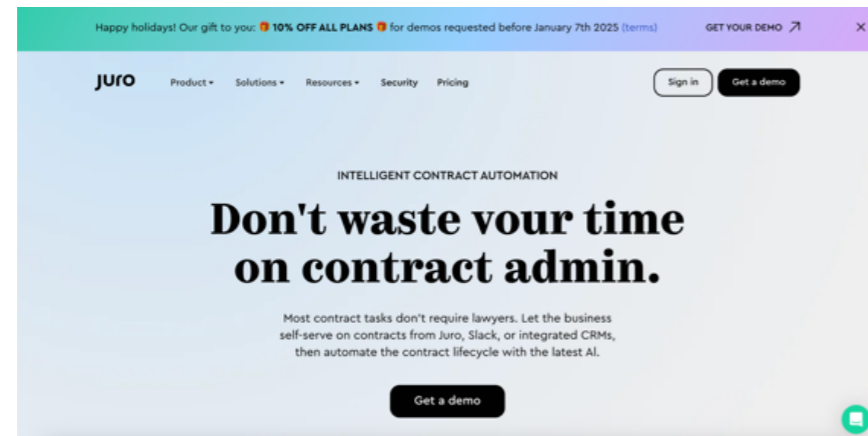 Happy holidays! Our gift to you: 🎁 10% OFF ALL PLANS 🎁 for demos requested before January 7th 2025 (terms) GET YOUR DEMO
Juro Product Solutions Resources Security Pricing Sign in Get a demo
INTELLIGENT CONTRACT AUTOMATION
Don't waste your time
on contract admin.
Most contract tasks don't require lawyers. Let the business
self-serve on contracts from Juro, Slack, or integrated CRMs,
then automate the contract lifecycle with the latest AI.
Get a demo